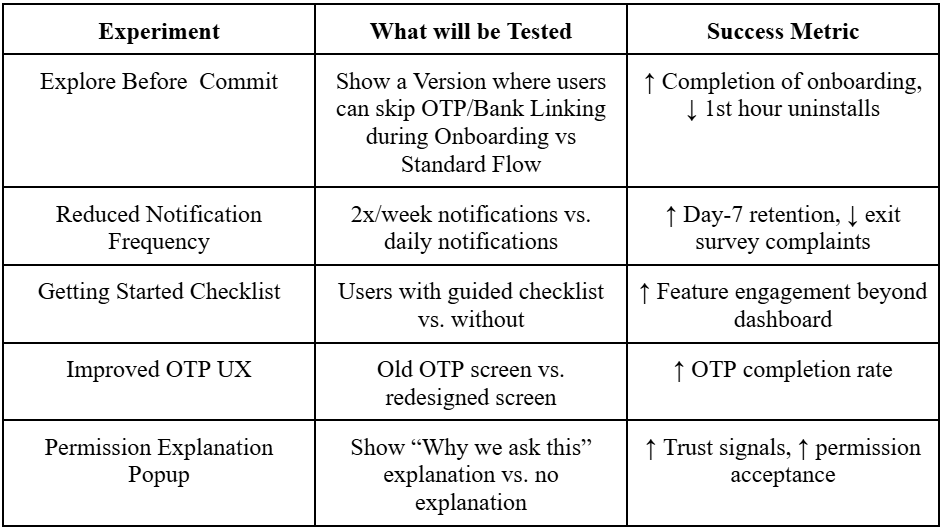 Experiment
What will be Tested
Success Metric
Explore Before  Commit
Show a Version where users
can skip OTP/Bank Linking
during Onboarding vs
Standard Flow
↑ Completion of onboarding,
↓ 1st hour uninstalls
Reduced Notification
Frequency
2x/week notifications vs.
daily notifications
↑ Day-7 retention, ↓ exit
survey complaints
Getting Started Checklist
Users with guided checklist
vs. without
↑ Feature engagement beyond
dashboard
Improved OTP UX
Old OTP screen vs.
redesigned screen
↑ OTP completion rate
Permission Explanation
Popup
Show “Why we ask this”
explanation vs. no
explanation
↑ Trust signals, ↑ permission
acceptance